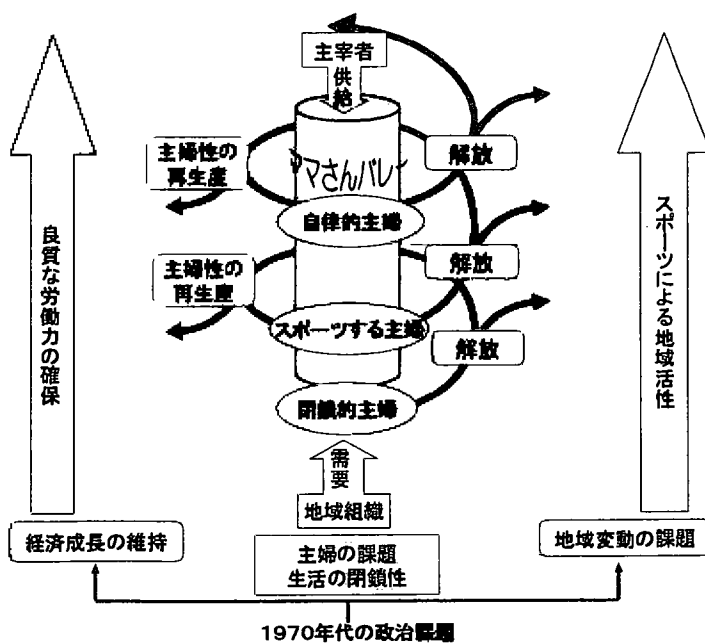 主宰者
供給
主婦性の
再生産
ママさんバレー
解放
自律的主婦
主婦性の
再生産
解放
スポーツする主婦
解放
閉鎖的主婦
良質な労働力の確保
スポーツによる地域活性
需要
地域組織
経済成長の維持
主婦の課題
生活の閉鎖性
地域変動の課題
1970年代の政治課題